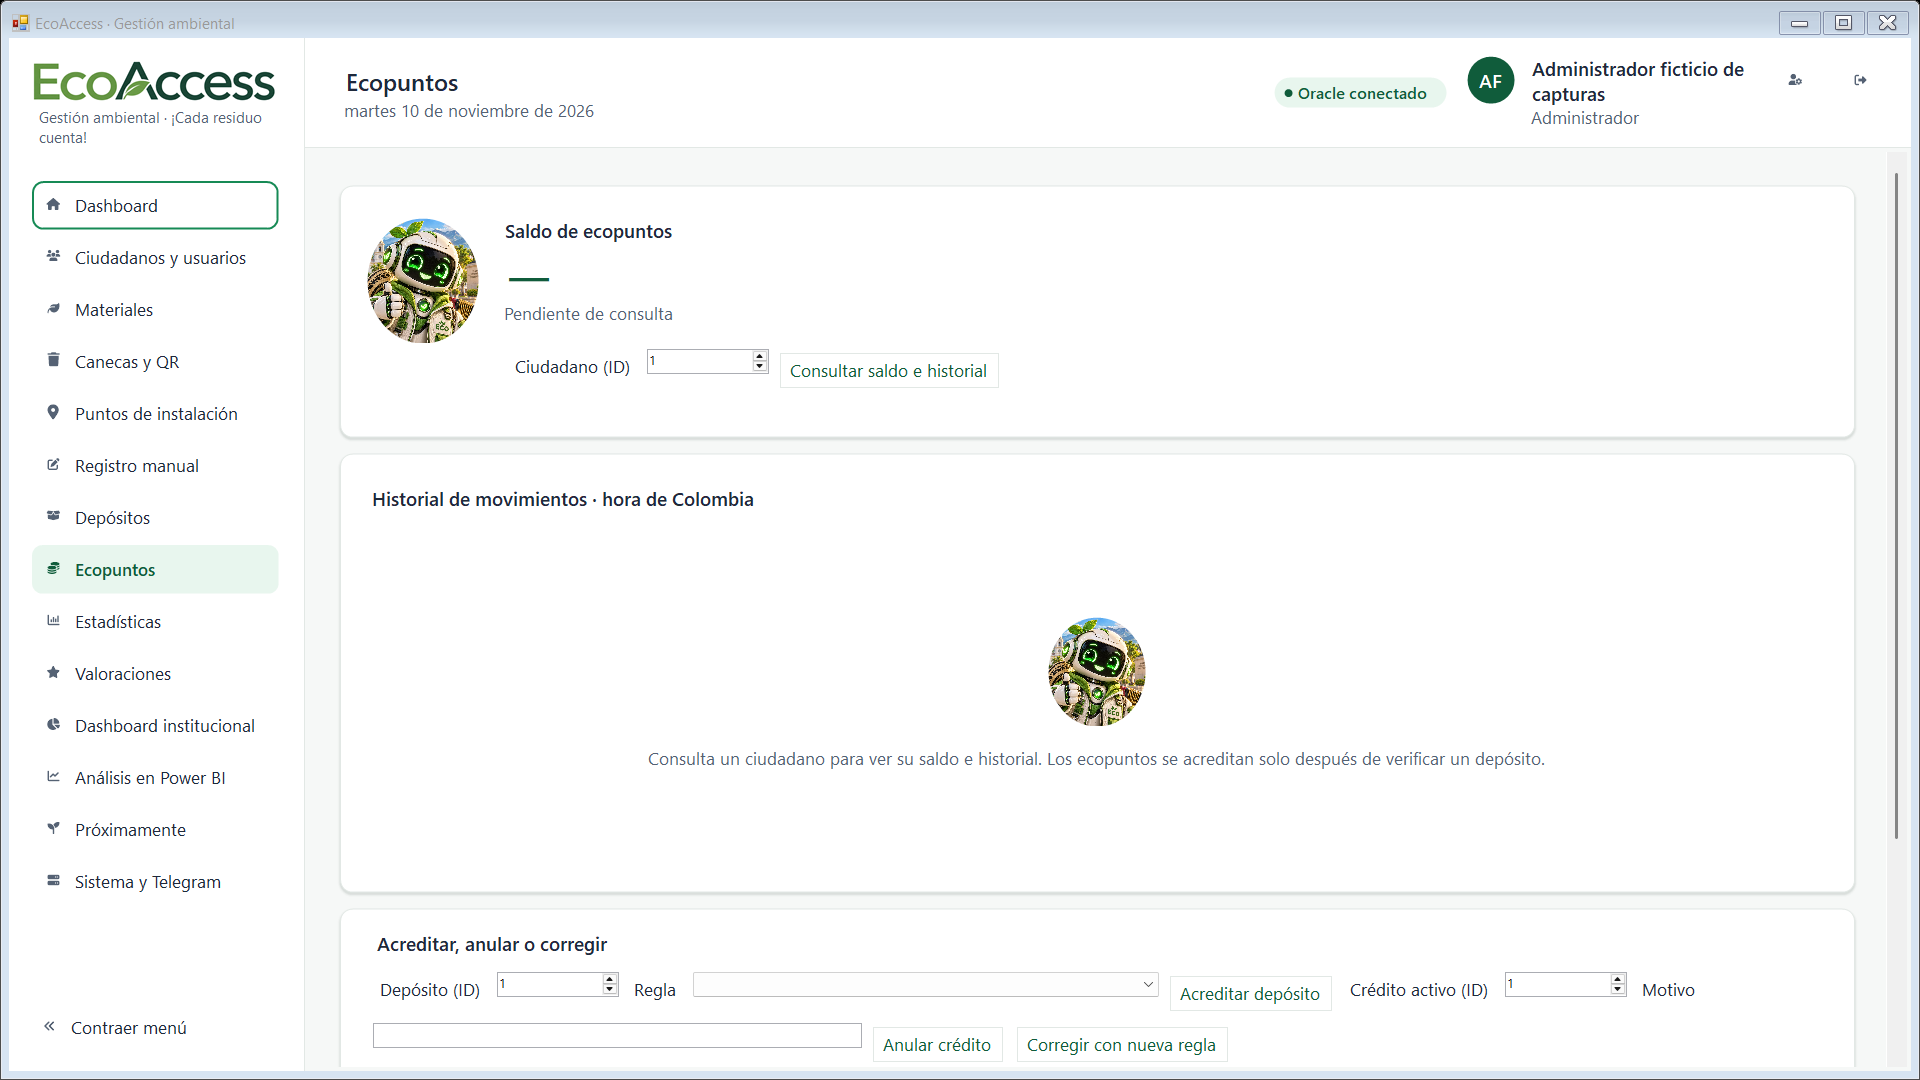 EcoAccess · Gestión ambiental
EcoAccess
Gestión ambiental · ¡Cada residuo
cuenta!
Dashboard
Ciudadanos y usuarios
Materiales
Canecas y QR
Puntos de instalación
Registro manual
Depósitos
Ecopuntos
Estadísticas
Valoraciones
Dashboard institucional
Análisis en Power BI
Próximamente
Sistema y Telegram
Contraer menú
Ecopuntos
martes 10 de noviembre de 2026
Oracle conectado
AF
Administrador ficticio de
capturas
Administrador
Saldo de ecopuntos
Pendiente de consulta
Ciudadano (ID) 1 Consultar saldo e historial
Historial de movimientos · hora de Colombia
Consulta un ciudadano para ver su saldo e historial. Los ecopuntos se acreditan solo después de verificar un depósito.
Acreditar, anular o corregir
Depósito (ID) 1 Regla Acreditar depósito Crédito activo (ID) 1 Motivo
Anular crédito Corregir con nueva regla